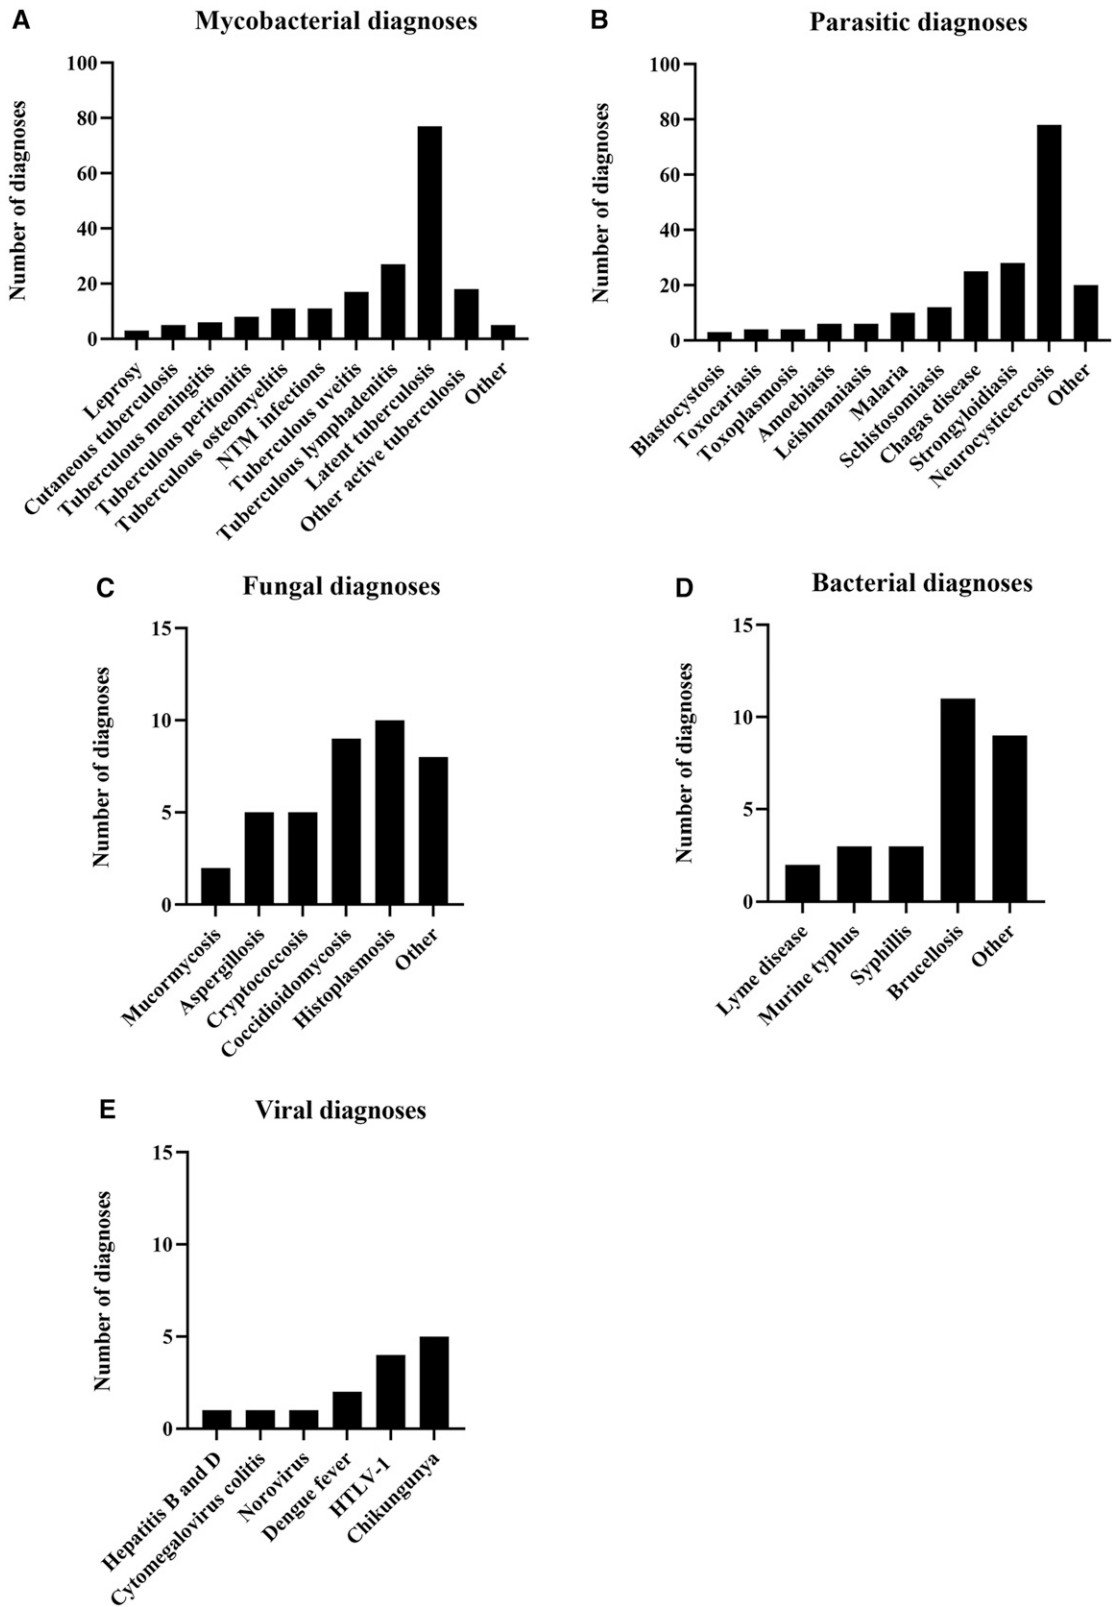 A
Mycobacterial diagnoses
Number of diagnoses
100
80
60
40
20
0
Leprosy
Cutaneous tuberculosis
Tuberculous meningitis
Tuberculous peritonitis
Tuberculous osteomyelitis
NTM infections
Tuberculous uveitis
Tuberculous lymphadenitis
Latent tuberculosis
Other active tuberculosis
Other
B
Parasitic diagnoses
Number of diagnoses
100
80
60
40
20
0
Blastocystosis
Toxocariasis
Toxoplasmosis
Amoebiasis
Leishmaniasis
Malaria
Schistosomiasis
Chagas disease
Strongyloidiasis
Neurocysticercosis
Other
C
Fungal diagnoses
Number of diagnoses
15
10
5
0
Mucormycosis
Aspergillosis
Cryptococcosis
Coccidioidomycosis
Histoplasmosis
Other
D
Bacterial diagnoses
Number of diagnoses
15
10
5
0
Lyme disease
Murine typhus
Syphillis
Brucellosis
Other
E
Viral diagnoses
Number of diagnoses
15
10
5
0
Hepatitis B and D
Cytomegalovirus colitis
Norovirus
Dengue fever
HTLV-1
Chikungunya